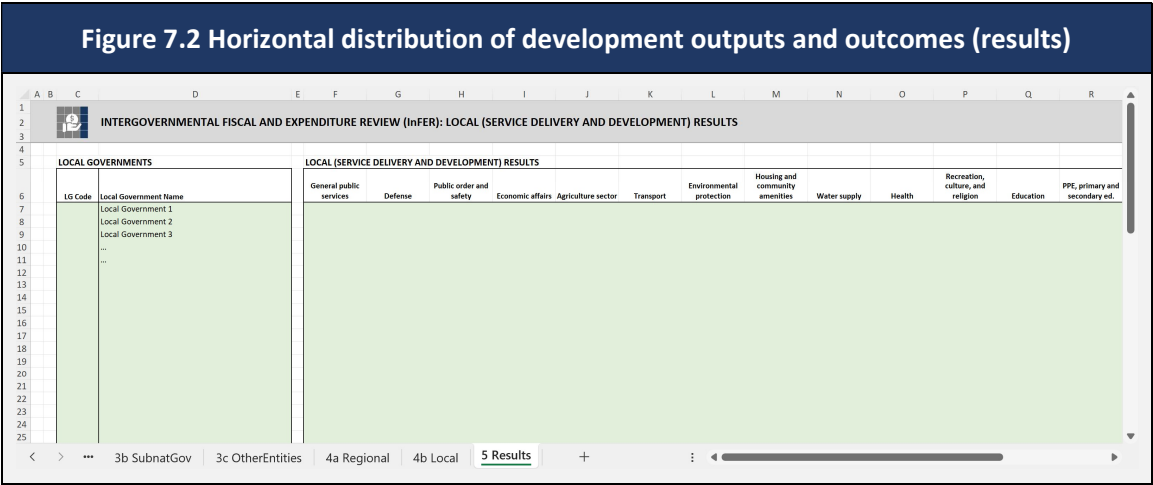 Figure 7.2 Horizontal distribution of development outputs and outcomes (results)
A B C D E F G H I J K L M N O P Q R
1
2 INTERGOVERNMENTAL FISCAL AND EXPENDITURE REVIEW (InFER): LOCAL (SERVICE DELIVERY AND DEVELOPMENT) RESULTS
3
4
5 LOCAL GOVERNMENTS LOCAL (SERVICE DELIVERY AND DEVELOPMENT) RESULTS
6 LG Code Local Government Name General public services Defense Public order and safety Economic affairs Agriculture sector Transport Environmental protection Housing and community amenities Water supply Health Recreation, culture, and religion Education PPE, primary and secondary ed.
7 Local Government 1
8 Local Government 2
9 Local Government 3
10 ...
11 ...
12
13
14
15
16
17
18
19
20
21
22
23
24
25
... 3b SubnatGov 3c OtherEntities 4a Regional 4b Local 5 Results +